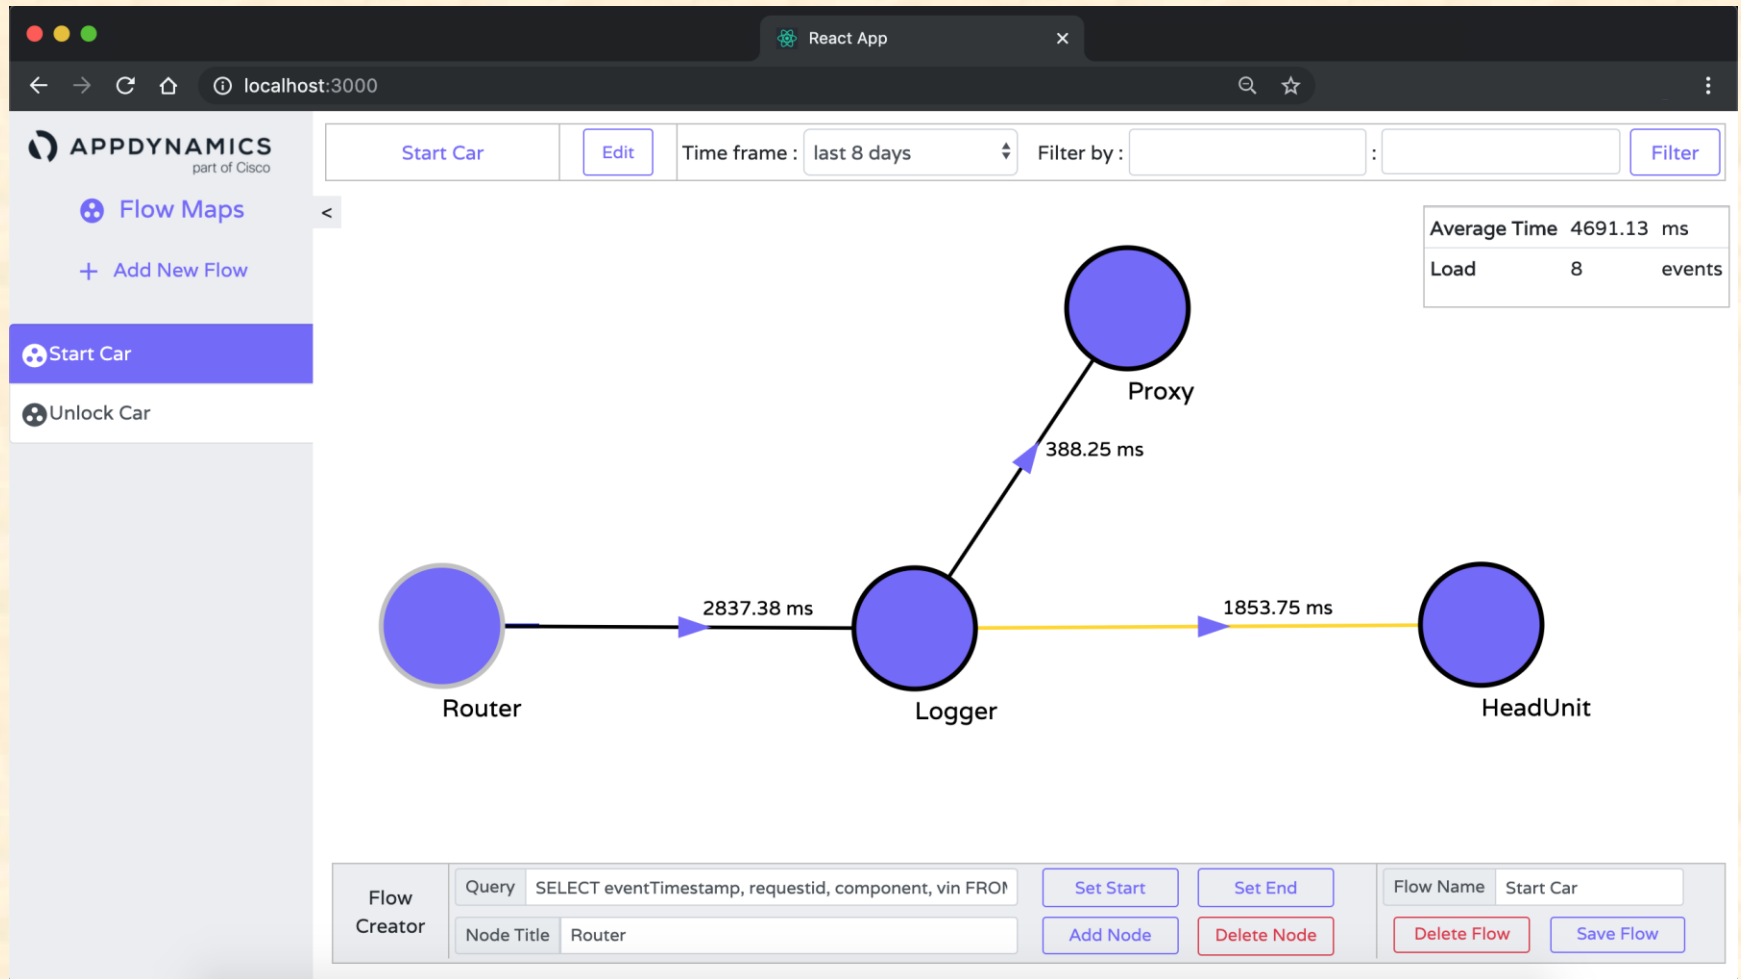 React App
localhost:3000
APPDYNAMICS
part of Cisco
Flow Maps
+ Add New Flow
Start Car
Unlock Car
Start Car
Edit
Time frame : last 8 days
Filter by : :
Filter
<
Average Time 4691.13 ms
Load 8 events
Proxy
388.25 ms
2837.38 ms
1853.75 ms
Router
Logger
HeadUnit
Flow
Creator
Query SELECT eventTimestamp, requestid, component, vin FROM
Node Title Router
Set Start
Set End
Add Node
Delete Node
Flow Name Start Car
Delete Flow
Save Flow